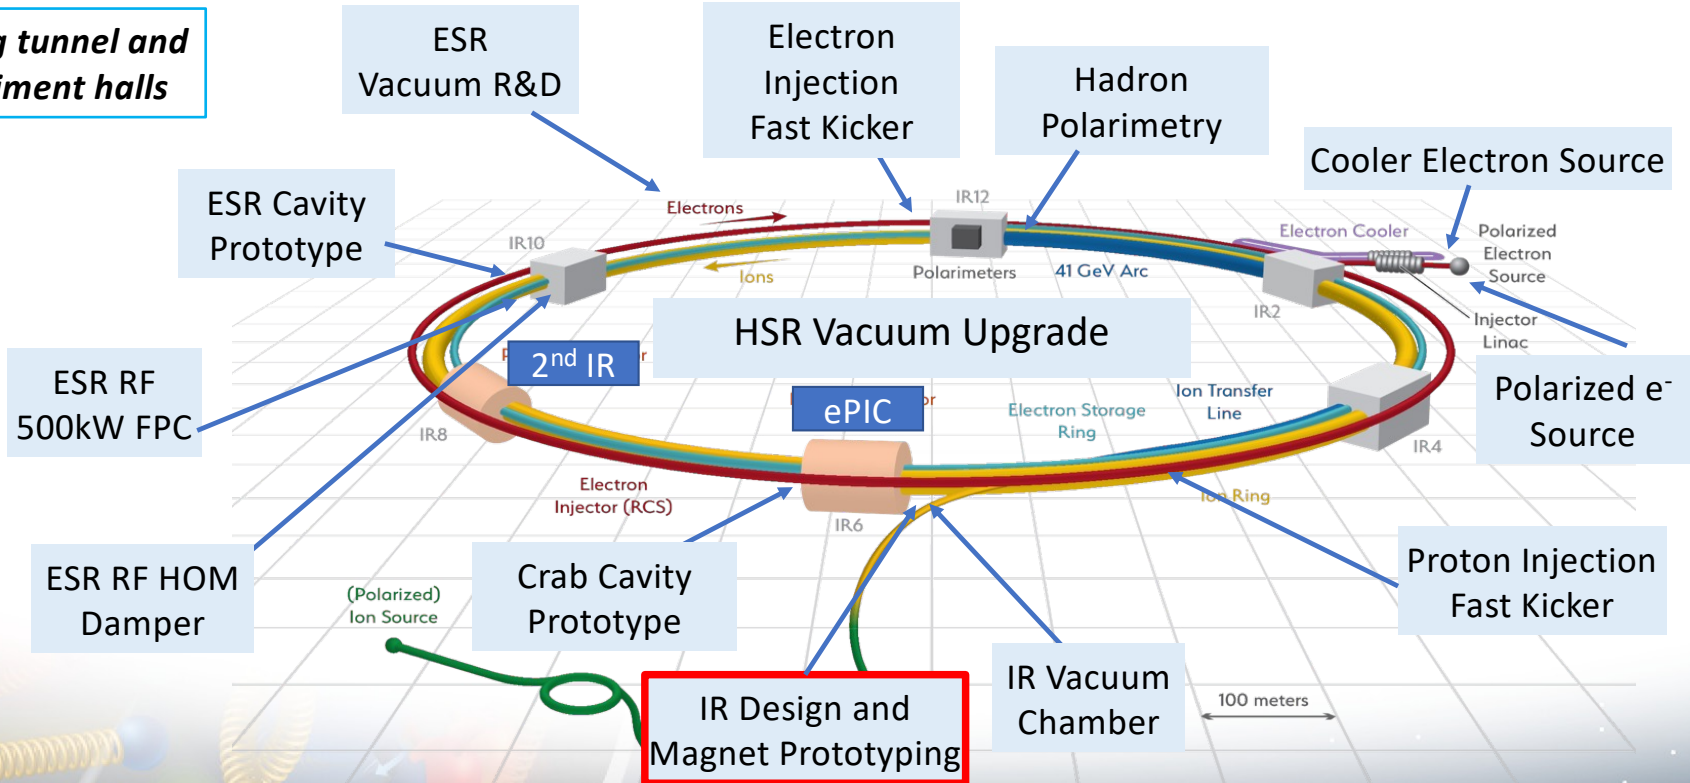 tunnel and
halls
ESR
Vacuum R&D
Electron
Injection
Fast Kicker
Hadron
Polarimetry
Cooler Electron Source
ESR Cavity
Prototype
Electrons
IR12
IR10
Electron Cooler
Polarized
Electron
Source
Ions
Polarimeters
41 GeV Arc
IR2
Injector
Linac
HSR Vacuum Upgrade
2nd IR
ePIC
ESR RF
500kW FPC
Ion Transfer
Line
Electron Storage
Ring
Polarized e-
Source
IR8
IR4
Electron
Injector (RCS)
IR6
Ion Ring
ESR RF HOM
Damper
Crab Cavity
Prototype
Proton Injection
Fast Kicker
(Polarized)
Ion Source
IR Design and
Magnet Prototyping
IR Vacuum
Chamber
100 meters